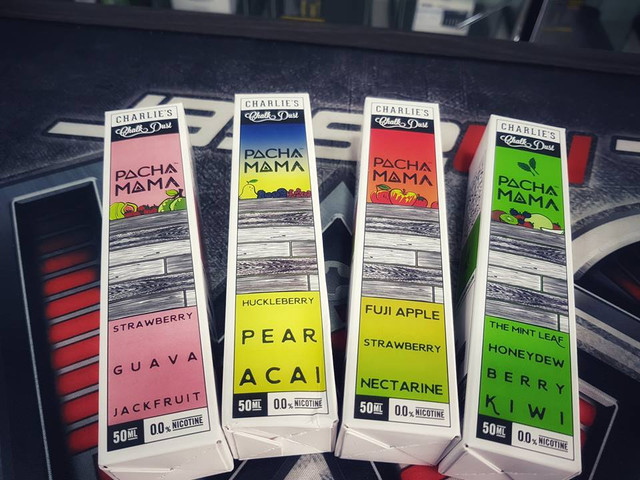 CHARLIE'S
Chalk Dust
PACHA
MAMA
STRAWBERRY
GUAVA
JACKFRUIT
50ML 0.0% NICOTINE
CHARLIE'S
Chalk Dust
PACHA
MAMA
HUCKLEBERRY
PEAR
ACAI
50ML 0.0% NICOTINE
CHARLIE'S
Chalk Dust
PACHA™
MAMA
FUJI APPLE
STRAWBERRY
NECTARINE
50ML 0.0% NICOTINE
CHARLIE'S
Chalk Dust
PACHA
MAMA
THE MINT LEAF
HONEYDEW
BERRY
KIWI
50ML 0.0% NICOTINE